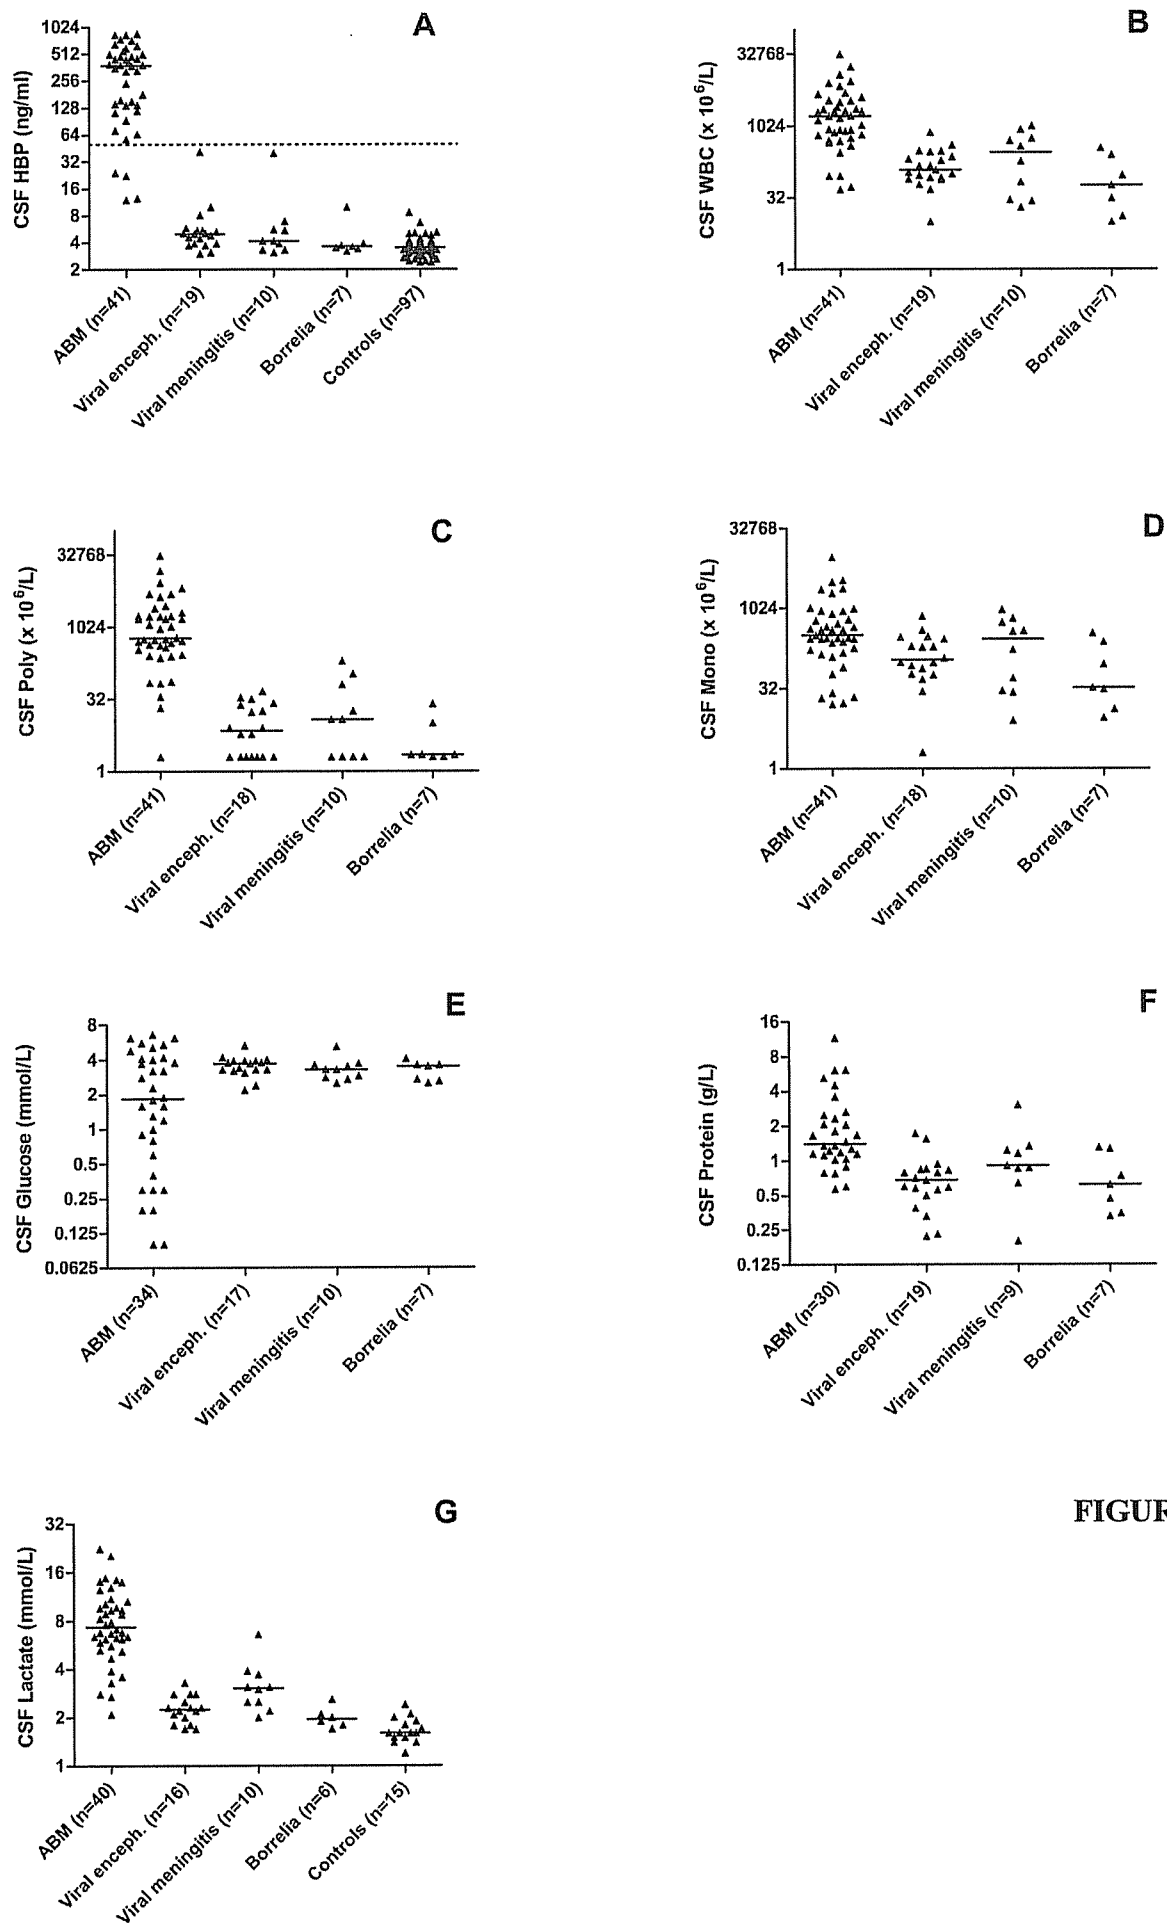 A
CSF HBP (ng/ml)
1024
512
256
128
64
32
16
8
4
2
ABM (n=41)
Viral enceph. (n=19)
Viral meningitis (n=10)
Borrelia (n=7)
Controls (n=97)
B
CSF WBC (x 10^6/L)
32768
1024
32
1
ABM (n=41)
Viral enceph. (n=19)
Viral meningitis (n=10)
Borrelia (n=7)
C
CSF Poly (x 10^6/L)
32768
1024
32
1
ABM (n=41)
Viral enceph. (n=18)
Viral meningitis (n=10)
Borrelia (n=7)
D
CSF Mono (x 10^6/L)
32768
1024
32
1
ABM (n=41)
Viral enceph. (n=18)
Viral meningitis (n=10)
Borrelia (n=7)
E
CSF Glucose (mmol/L)
8
4
2
1
0.5
0.25
0.125
0.0625
ABM (n=34)
Viral enceph. (n=17)
Viral meningitis (n=10)
Borrelia (n=7)
F
CSF Protein (g/L)
16
8
4
2
1
0.5
0.25
0.125
ABM (n=30)
Viral enceph. (n=19)
Viral meningitis (n=9)
Borrelia (n=7)
G
CSF Lactate (mmol/L)
32
16
8
4
2
1
ABM (n=40)
Viral enceph. (n=16)
Viral meningitis (n=10)
Borrelia (n=6)
Controls (n=15)
FIGUR